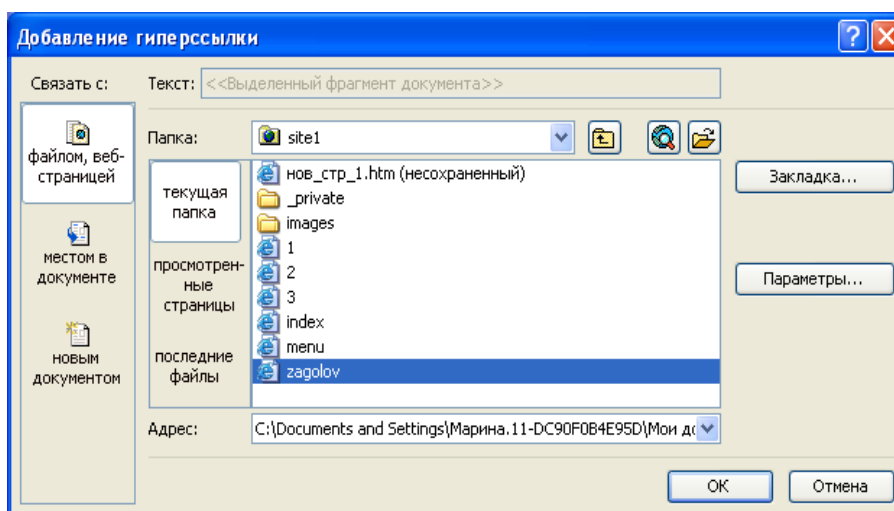 Добавление гиперссылки
Связать с:
Текст: <<Выделенный фрагмент документа>>
файлом, веб-
страницей
местом в
документе
новым
документом
Папка:
site1
текущая
папка
просмотрен-
ные
страницы
последние
файлы
нов_стр_1.htm (несохраненный)
_private
images
1
2
3
index
menu
zagolov
Закладка...
Параметры...
Адрес:
C:\Documents and Settings\Марина.11-DC90F0B4E95D\Мои
ОК
Отмена